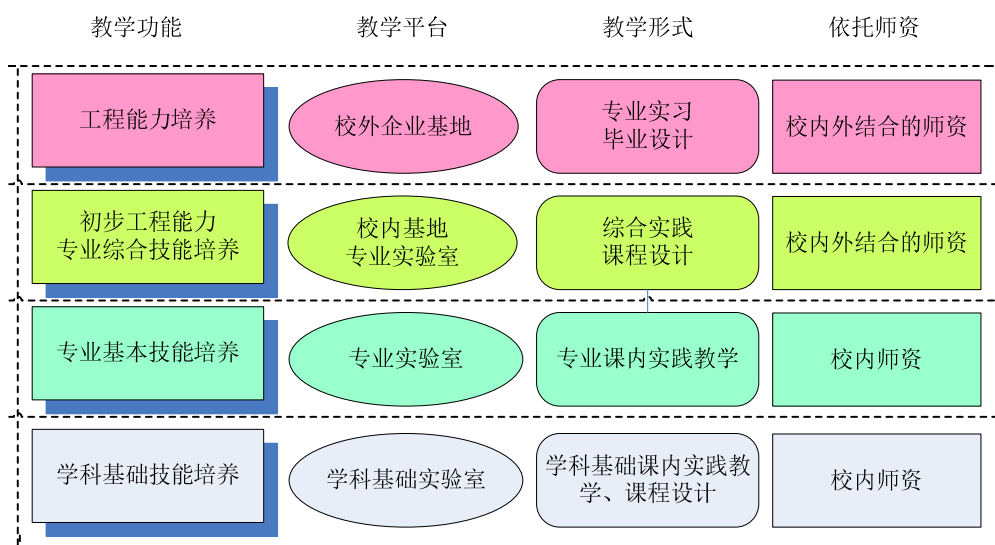 教学功能
教学平台
教学形式
依托师资
工程能力培养
校外企业基地
专业实习
毕业设计
校内外结合的师资
初步工程能力
专业综合技能培养
校内基地
专业实验室
综合实践
课程设计
校内外结合的师资
专业基本技能培养
专业实验室
专业课内实践教学
校内师资
学科基础技能培养
学科基础实验室
学科基础课内实践教
学、课程设计
校内师资